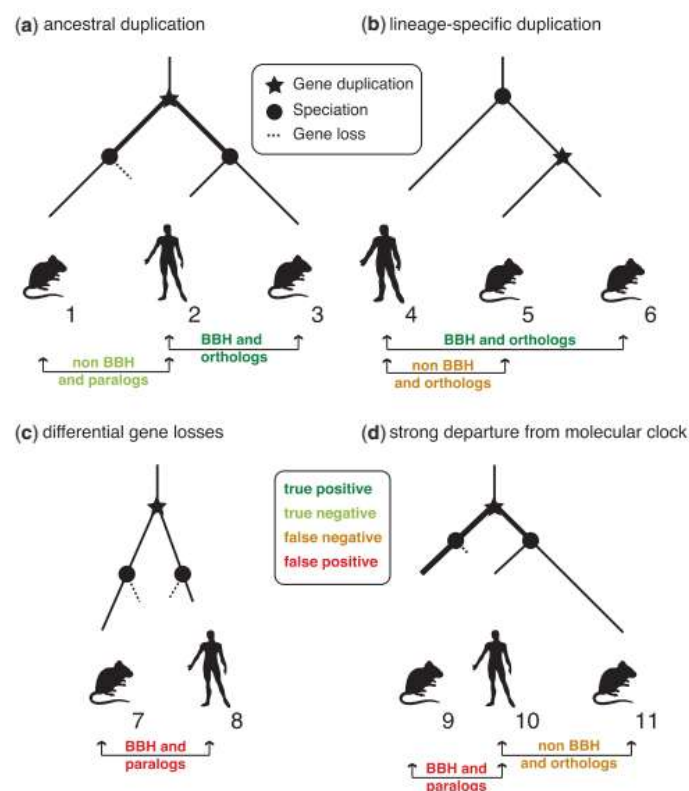 (a) ancestral duplication
(b) lineage-specific duplication
Gene duplication
Speciation
Gene loss
1
2
3
4
5
6
BBH and
orthologs
non BBH
and paralogs
BBH and orthologs
non BBH
and orthologs
(c) differential gene losses
(d) strong departure from molecular clock
true positive
true negative
false negative
false positive
7
8
9
10
11
BBH and
paralogs
non BBH
and orthologs
BBH and
paralogs